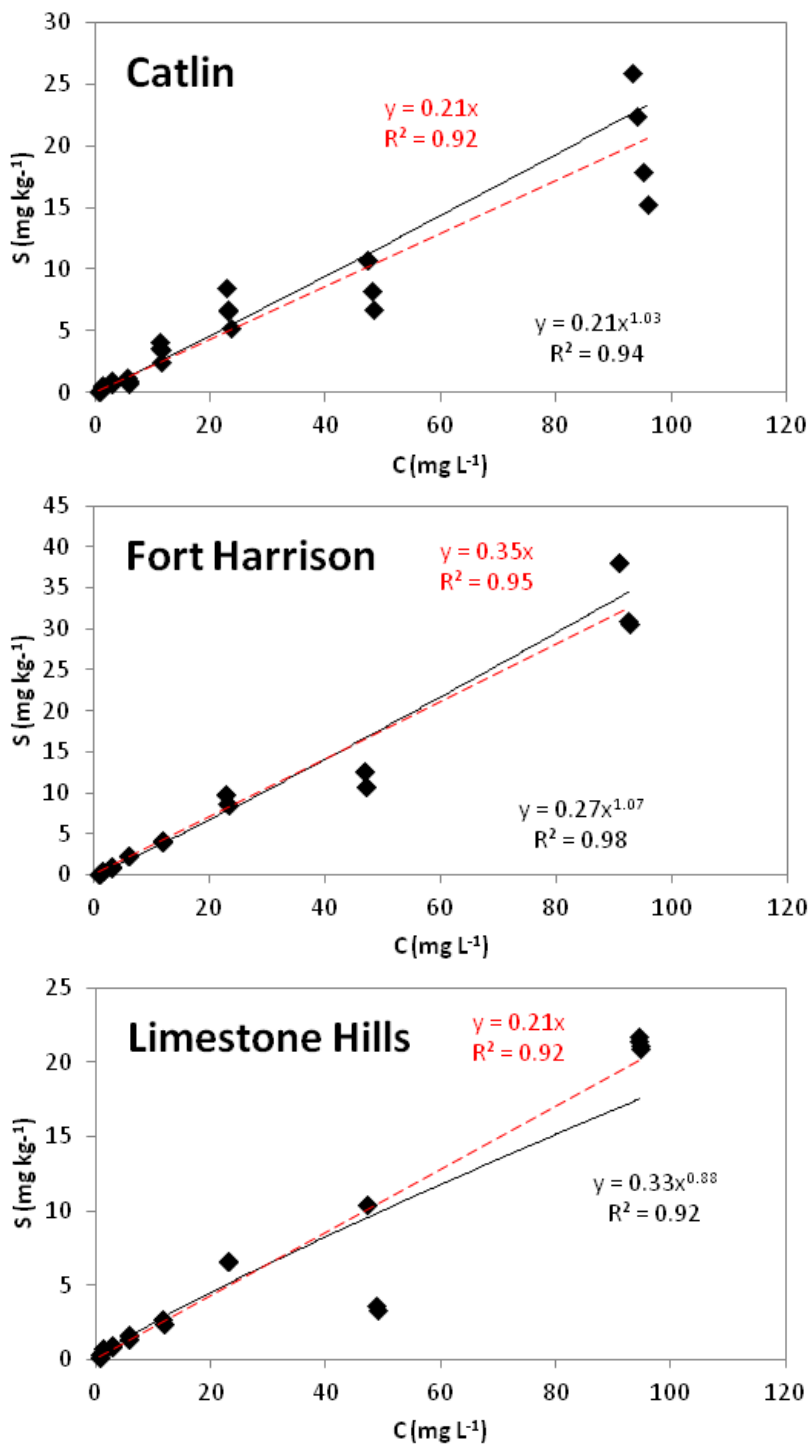 Catlin
y = 0.21x
R² = 0.92
y = 0.21x^1.03
R² = 0.94
S (mg kg⁻¹)
30
25
20
15
10
5
0
0 20 40 60 80 100 120
C (mg L⁻¹)
Fort Harrison
y = 0.35x
R² = 0.95
y = 0.27x^1.07
R² = 0.98
S (mg kg⁻¹)
45
40
35
30
25
20
15
10
5
0
0 20 40 60 80 100 120
C (mg L⁻¹)
Limestone Hills
y = 0.21x
R² = 0.92
y = 0.33x^0.88
R² = 0.92
S (mg kg⁻¹)
25
20
15
10
5
0
0 20 40 60 80 100 120
C (mg L⁻¹)